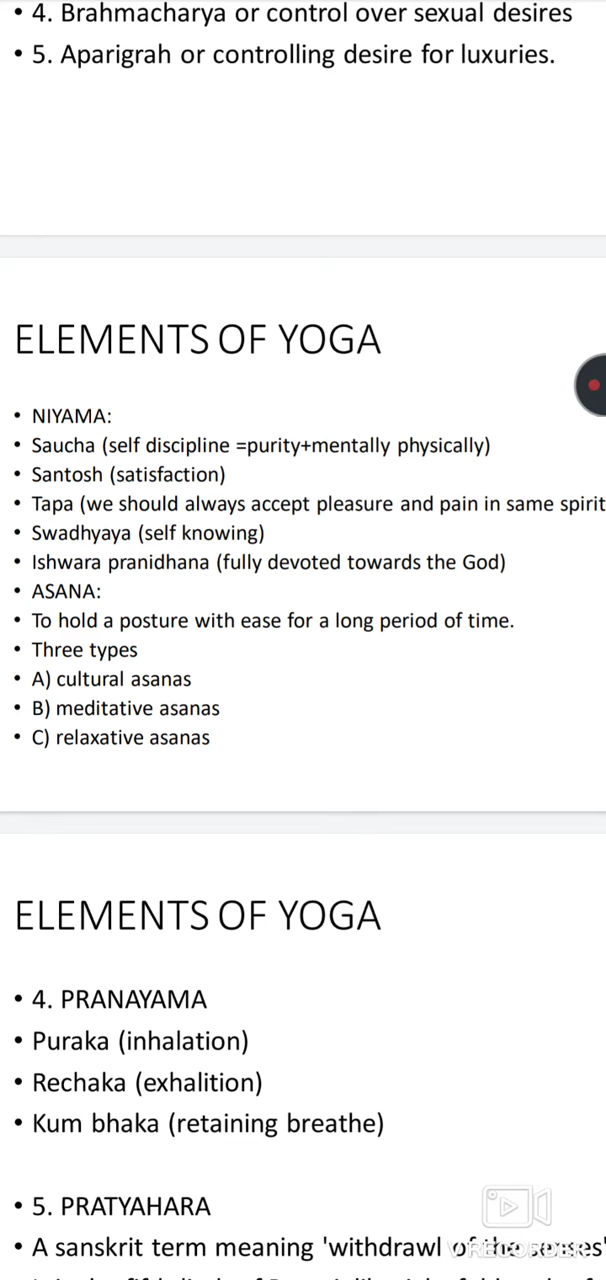 • 4. Brahmacharya or control over sexual desires
• 5. Aparigrah or controlling desire for luxuries.
ELEMENTS OF YOGA
• NIYAMA:
• Saucha (self discipline =purity+mentally physically)
• Santosh (satisfaction)
• Tapa (we should always accept pleasure and pain in same spirit
• Swadhyaya (self knowing)
• Ishwara pranidhana (fully devoted towards the God)
• ASANA:
• To hold a posture with ease for a long period of time.
• Three types
• A) cultural asanas
• B) meditative asanas
• C) relaxative asanas
ELEMENTS OF YOGA
• 4. PRANAYAMA
• Puraka (inhalation)
• Rechaka (exhalition)
• Kum bhaka (retaining breathe)
• 5. PRATYAHARA
• A sanskrit term meaning 'withdrawl of the senses'
VRECORDER